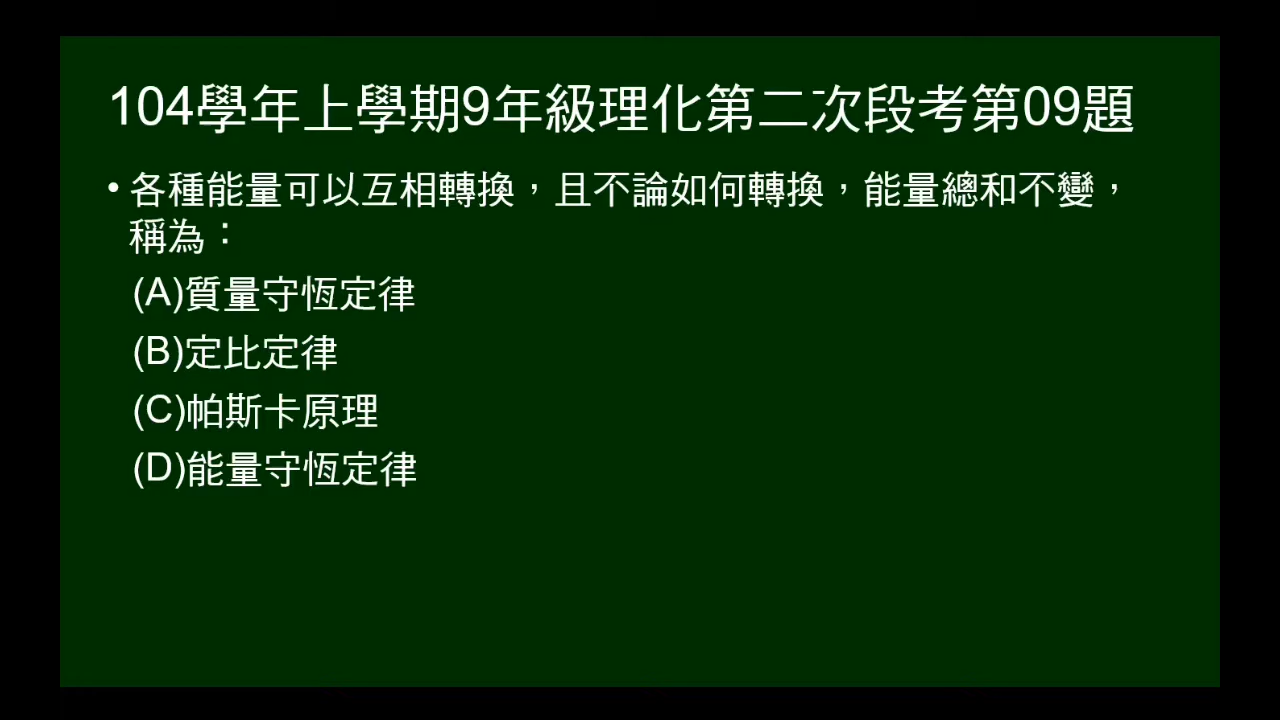 104學年上學期9年級理化第二次段考第09題
• 各種能量可以互相轉換，且不論如何轉換，能量總和不變，
稱為：
(A)質量守恆定律
(B)定比定律
(C)帕斯卡原理
(D)能量守恆定律